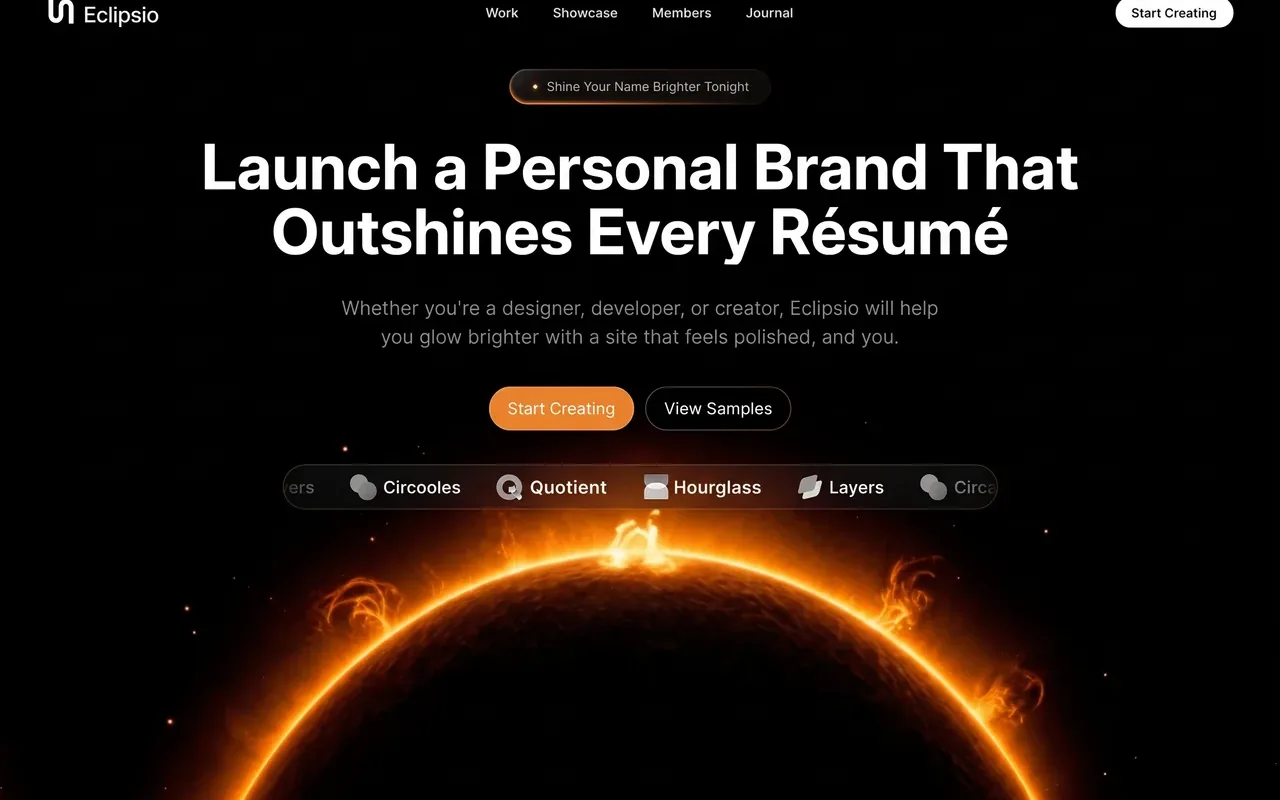 Eclipsio
Work
Showcase
Members
Journal
Start Creating
Shine Your Name Brighter Tonight
Launch a Personal Brand That
Outshines Every Résumé
Whether you're a designer, developer, or creator, Eclipsio will help
you glow brighter with a site that feels polished, and you.
Start Creating
View Samples
ers
Circooles
Quotient
Hourglass
Layers
Circ